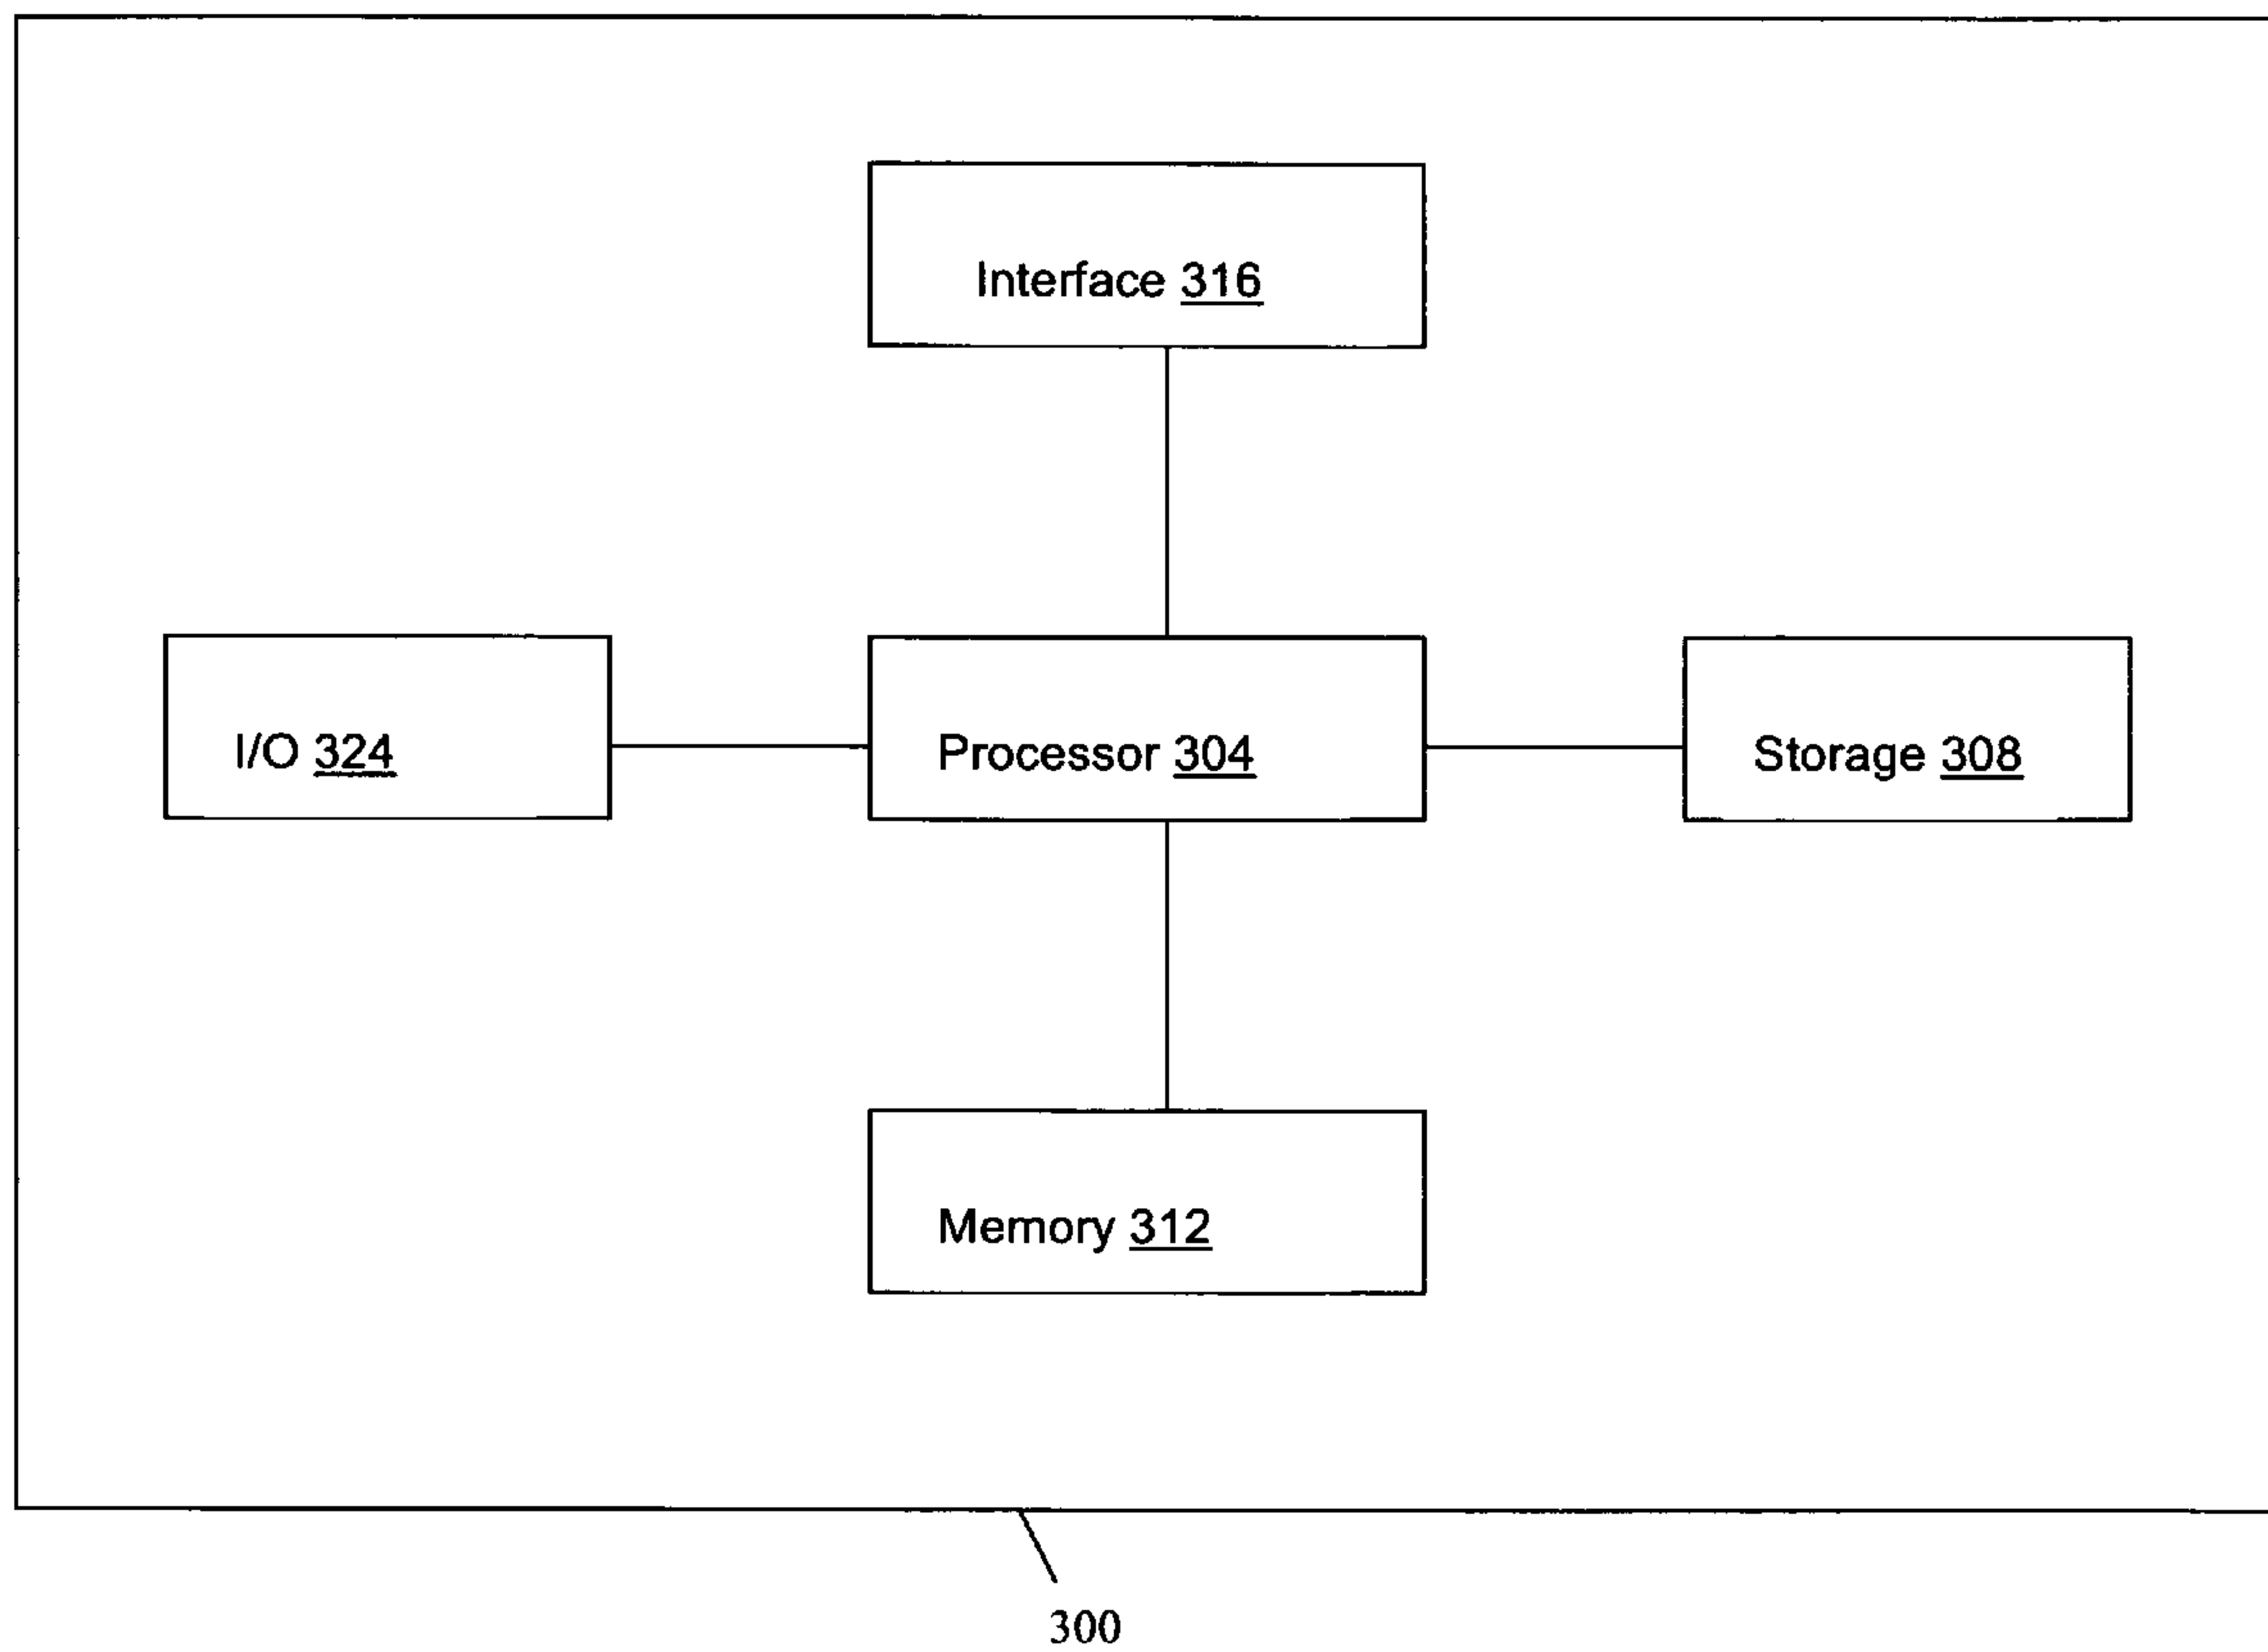 Interface 316
I/O 324
Processor 304
Storage 308
Memory 312
300